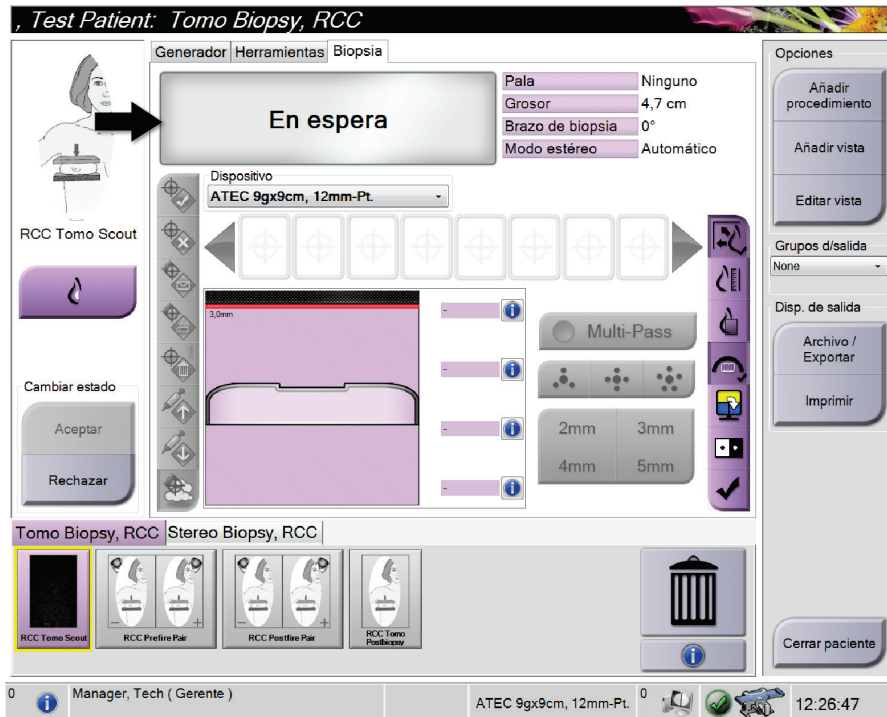 , Test Patient: Tomo Biopsy, RCC
Generador Herramientas Biopsia
En espera
Pala Ninguno
Grosor 4,7 cm
Brazo de biopsia 0°
Modo estéreo Automático
RCC Tomo Scout
Cambiar estado
Aceptar
Rechazar
Dispositivo
ATEC 9gx9cm, 12mm-Pt.
3,0mm
-
-
-
-
Multi-Pass
2mm 3mm
4mm 5mm
Opciones
Añadir
procedimiento
Añadir vista
Editar vista
Grupos d/salida
None
Disp. de salida
Archivo /
Exportar
Imprimir
Cerrar paciente
Tomo Biopsy, RCC Stereo Biopsy, RCC
RCC Tomo Scout
- +
RCC Prefire Pair
- +
RCC Postfire Pair
RCC Tomo
Postbiopsy
0 Manager, Tech ( Gerente ) ATEC 9gx9cm, 12mm-Pt. 0 12:26:47